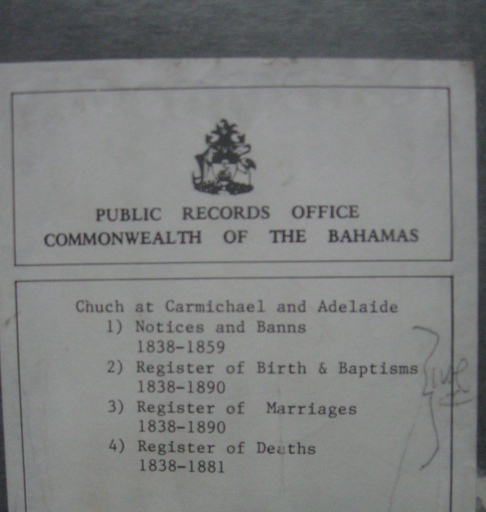 PUBLIC RECORDS OFFICE
COMMONWEALTH OF THE BAHAMAS
Chuch at Carmichael and Adelaide
1) Notices and Banns
1838-1859
2) Register of Birth & Baptisms
1838-1890
3) Register of Marriages
1838-1890
4) Register of Deaths
1838-1881